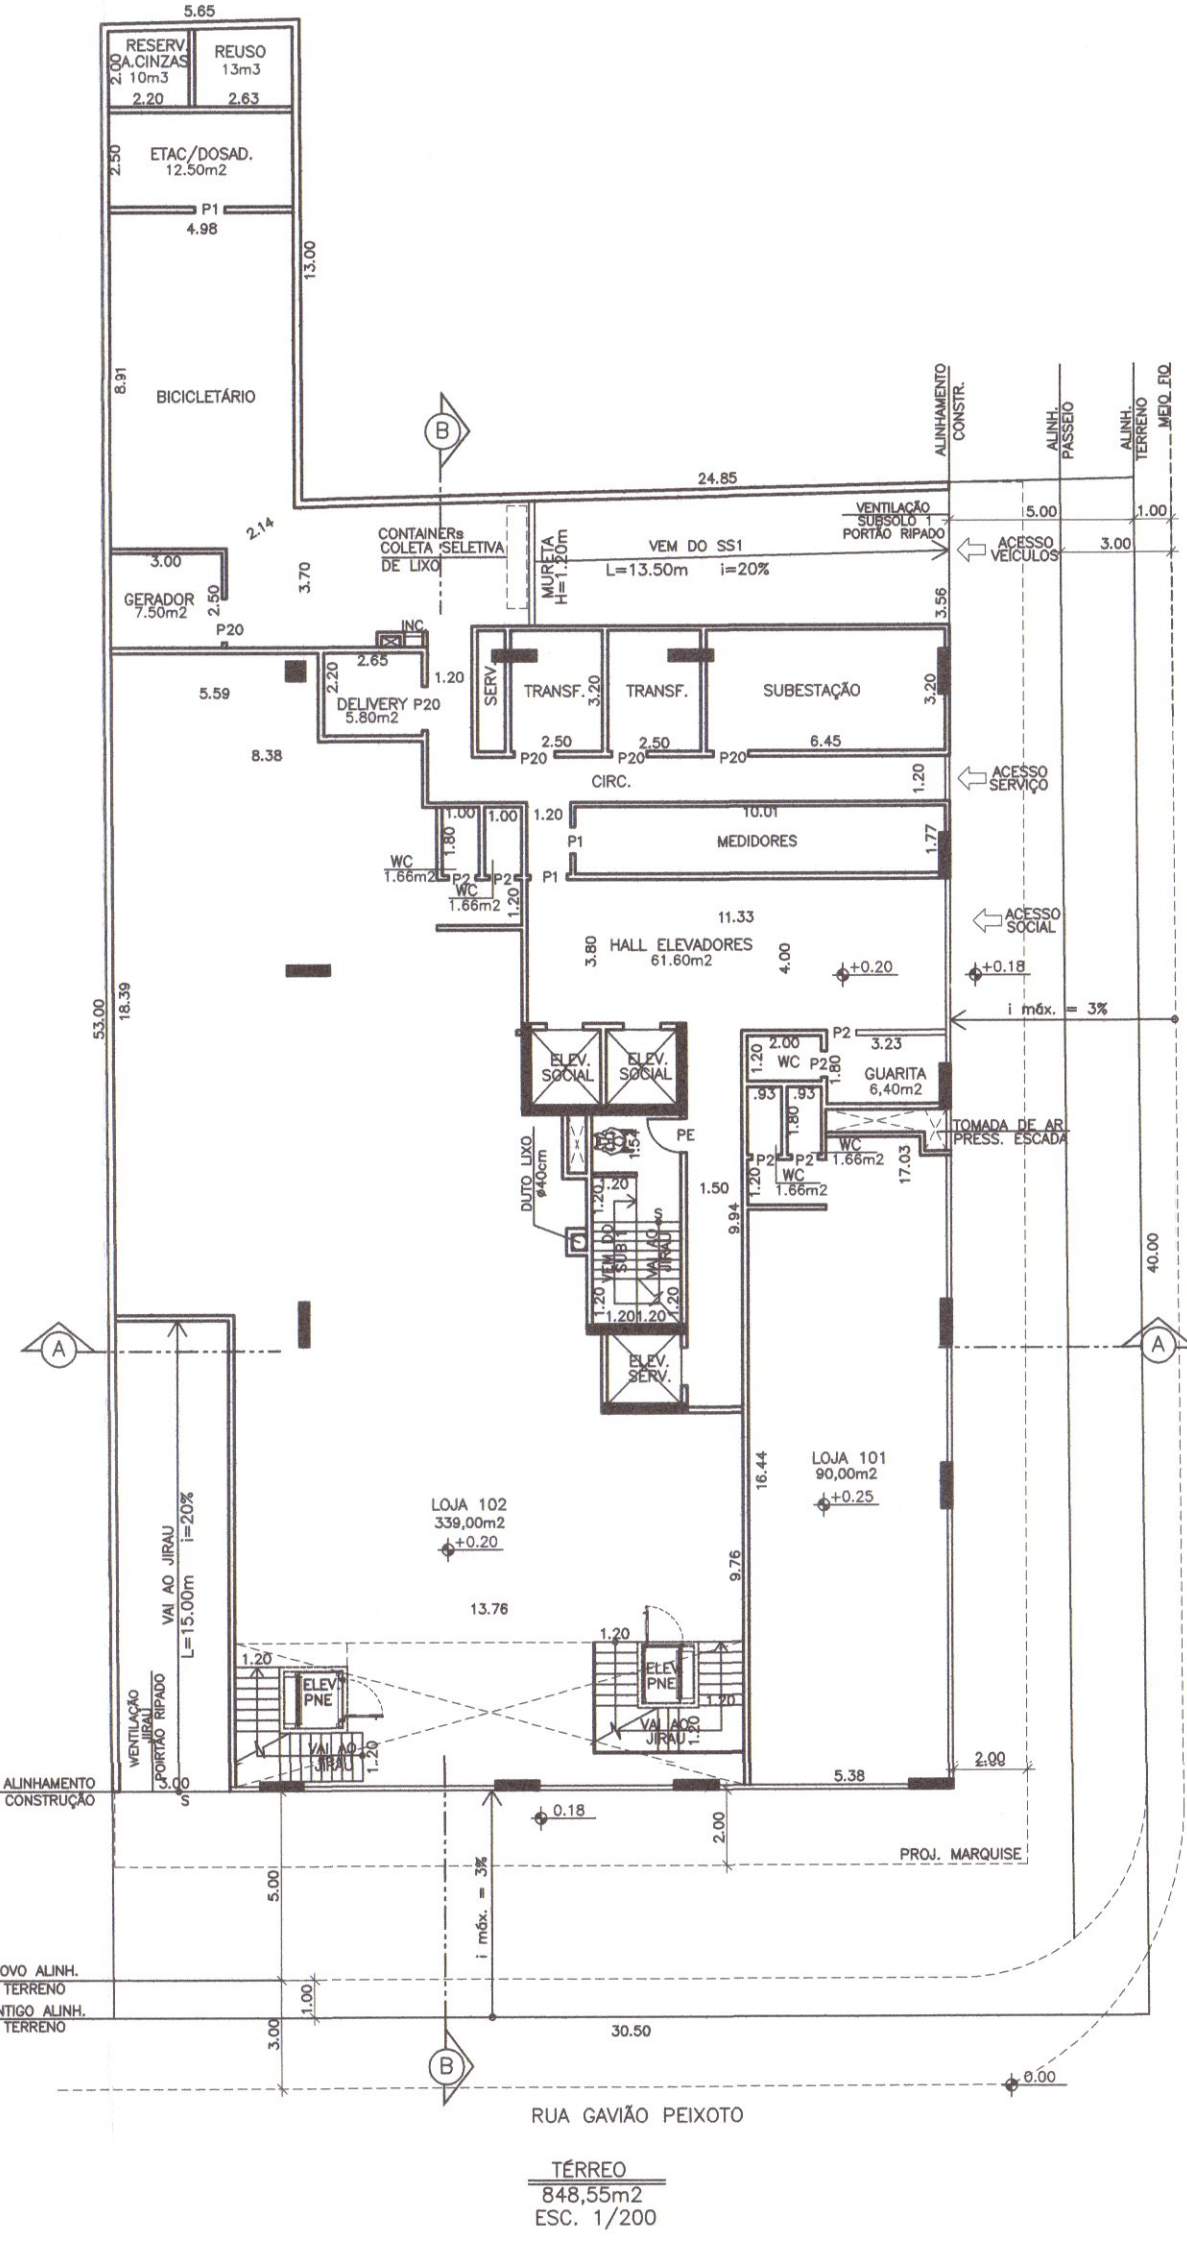 5.65
RESERV.
A.CINZAS
10m3
2.00
2.20
REUSO
13m3
2.63
2.50
ETAC/DOSAD.
12.50m2
P1
4.98
13.00
8.91
BICICLETÁRIO
B
24.85
ALINHAMENTO
CONSTR.
ALINH.
PASSEIO
ALINH.
TERRENO
MEIO FIO
2.14
3.00
3.70
GERADOR
7.50m2
2.50
P20
CONTAINERs
COLETA SELETIVA
DE LIXO
MURETA
H=1.20m
VEM DO SS1
L=13.50m i=20%
VENTILAÇÃO
SUBSOLO 1
PORTÃO RIPADO
5.00
1.00
3.00
ACESSO
VEÍCULOS
3.56
INC.
5.59
2.65
2.20
DELIVERY P20
5.80m2
1.20
8.38
SERV.
TRANSF.
3.20
2.50
P20
TRANSF.
2.50
P20
SUBESTAÇÃO
3.20
6.45
P20
CIRC.
1.20
ACESSO
SERVIÇO
1.00
1.00
1.20
10.01
1.80
P1
MEDIDORES
1.77
WC
1.66m2
P2
P2
P1
WC
1.66m2
1.20
11.33
ACESSO
SOCIAL
3.80
HALL ELEVADORES
61.60m2
4.00
+0.20
+0.18
i máx. = 3%
53.00
18.39
ELEV.
SOCIAL
ELEV.
SOCIAL
1.20
2.00
WC
P2
P2
1.80
3.23
GUARITA
6,40m2
.93
.93
1.80
TOMADA DE AR
PRESS. ESCADA
PE
1.54
DUTO LIXO
ø40cm
P2
P2
WC
1.66m2
WC
1.66m2
17.03
1.20
1.20
1.20
1.50
9.94
VEM DO
SUB 1
VAI AO
JIRAU
S
40.00
1.20
1.20
1.20
1.20
A
A
ELEV.
SERV.
LOJA 101
90,00m2
+0.25
16.44
LOJA 102
339,00m2
+0.20
VAI AO JIRAU
L=15.00m i=20%
9.76
13.76
1.20
1.20
ELEV.
PNE
VAI AO
JIRAU
1.20
ELEV.
PNE
1.20
VAI AO
JIRAU
1.20
WENTILAÇÃO
JIRAU
PORTÃO RIPADO
ALINHAMENTO
CONSTRUÇÃO
3.00
S
5.38
2.00
0.18
2.00
PROJ. MARQUISE
5.00
i máx. = 3%
OVO ALINH.
TERRENO
NTIGO ALINH.
TERRENO
1.00
3.00
30.50
B
0.00
RUA GAVIÃO PEIXOTO
TÉRREO
848,55m2
ESC. 1/200